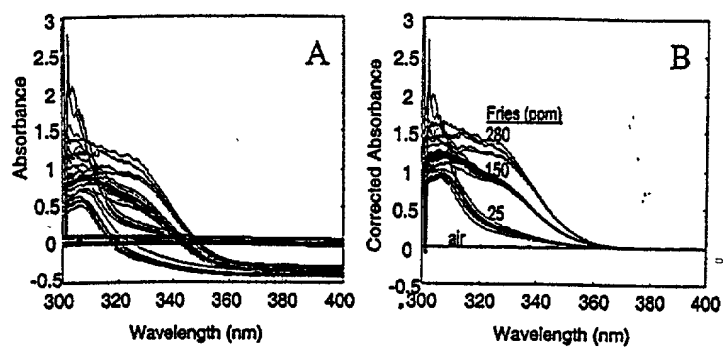 A
Absorbance
3
2.5
2
1.5
1
0.5
0
-0.5
300 320 340 360 380 400
Wavelength (nm)
B
Corrected Absorbance
3
2.5
2
1.5
1
0.5
0
-0.5
Fries (ppm)
280
150
25
air
300 320 340 360 380 400
Wavelength (nm)